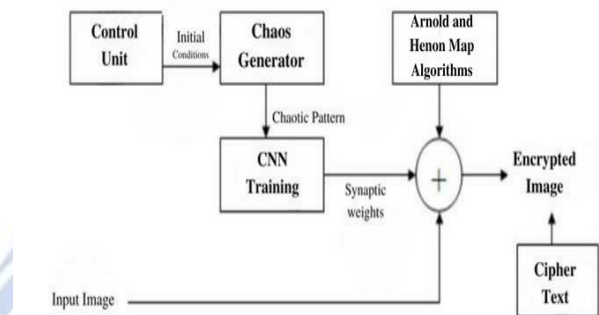 Control
Unit
Initial
Conditions
Chaos
Generator
Arnold and
Henon Map
Algorithms
Chaotic Pattern
CNN
Training
Synaptic
weights
+
Encrypted
Image
Cipher
Text
Input Image